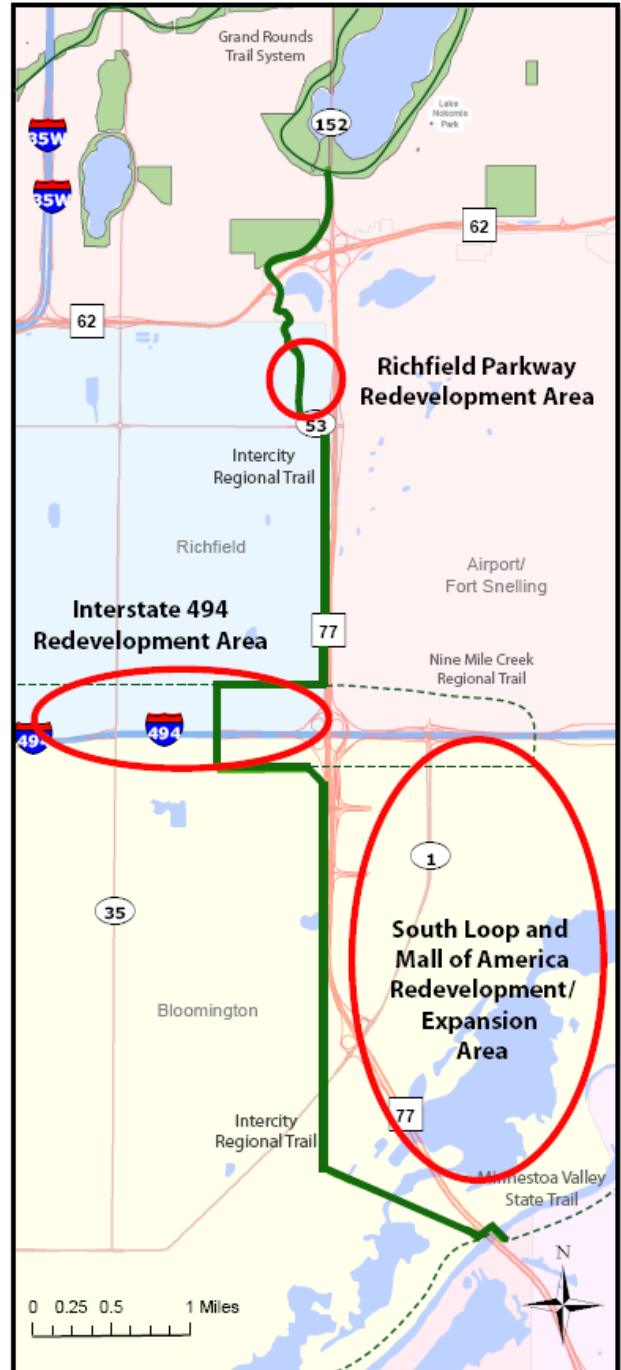 Grand Rounds
Trail System
152
Lake
Nokomis
Park
35W
35W
62
62
Richfield Parkway
Redevelopment Area
53
Intercity
Regional Trail
Richfield
Airport/
Fort Snelling
Interstate 494
Redevelopment Area
77
Nine Mile Creek
Regional Trail
494
494
1
35
South Loop and
Mall of America
Redevelopment/
Expansion
Area
Bloomington
77
Intercity
Regional Trail
Minnestoa Valley
State Trail
N
0 0.25 0.5 1 Miles